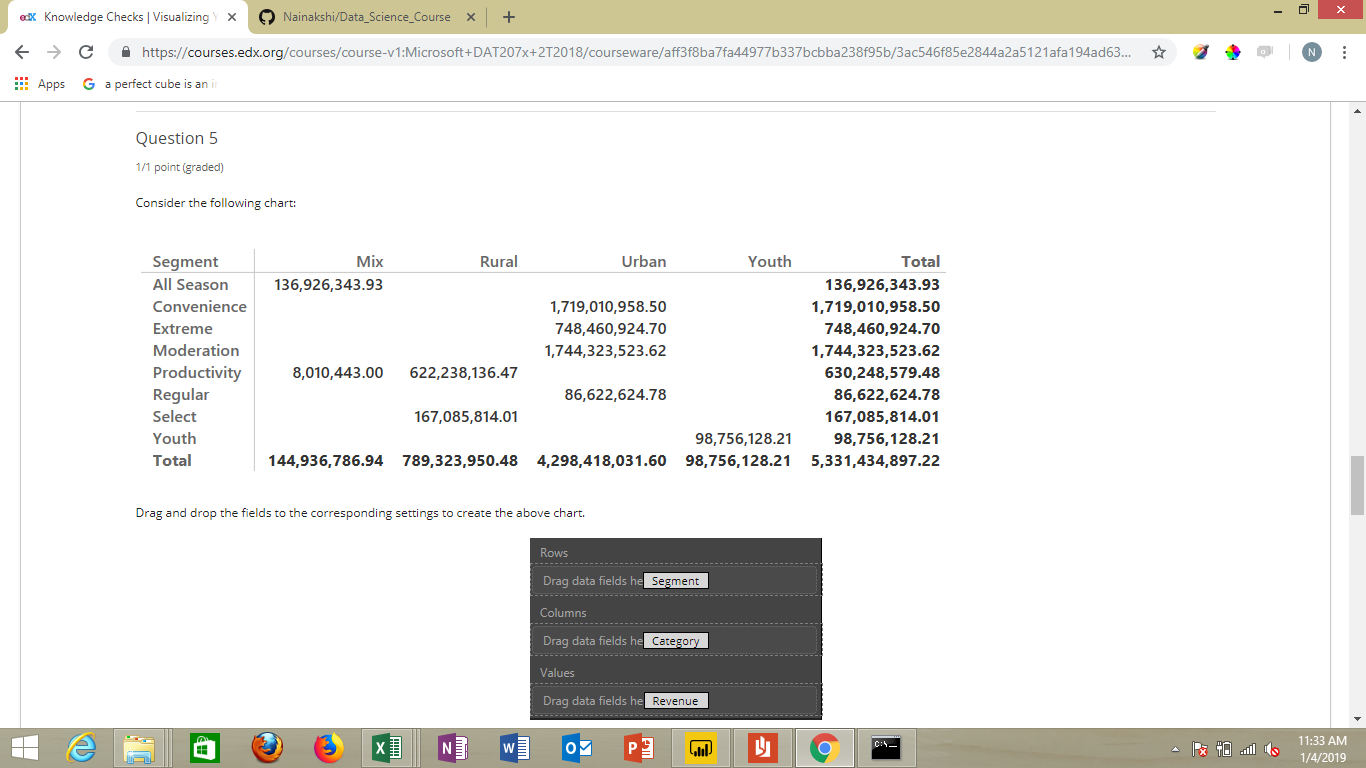 edX Knowledge Checks | Visualizing
Nainakshi/Data_Science_Course
https://courses.edx.org/courses/course-v1:Microsoft+DAT207x+2T2018/courseware/aff3f8ba7fa44977b337bcbba238f95b/3ac546f85e2844a2a5121afa194ad63...
N
Apps
a perfect cube is an
Question 5
1/1 point (graded)
Consider the following chart:
Segment Mix Rural Urban Youth Total
All Season 136,926,343.93 136,926,343.93
Convenience 1,719,010,958.50 1,719,010,958.50
Extreme 748,460,924.70 748,460,924.70
Moderation 1,744,323,523.62 1,744,323,523.62
Productivity 8,010,443.00 622,238,136.47 630,248,579.48
Regular 86,622,624.78 86,622,624.78
Select 167,085,814.01 167,085,814.01
Youth 98,756,128.21 98,756,128.21
Total 144,936,786.94 789,323,950.48 4,298,418,031.60 98,756,128.21 5,331,434,897.22
Drag and drop the fields to the corresponding settings to create the above chart.
Rows
Drag data fields he Segment
Columns
Drag data fields he Category
Values
Drag data fields he Revenue
11:33 AM
1/4/2019